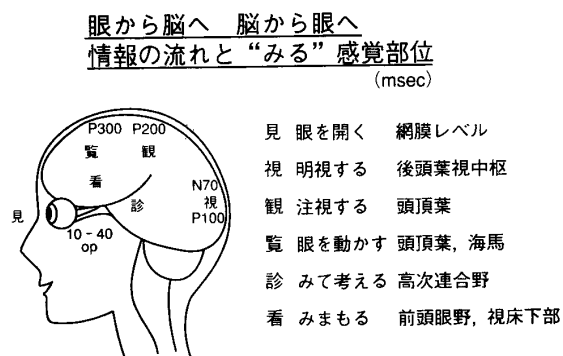 眼から脳へ 脳から眼へ
情報の流れと“みる”感覚部位
(msec)
P300 P200
覧 観
看
診
N70
視
P100
見
10 - 40
op
見 眼を開く 網膜レベル
視 明視する 後頭葉視中枢
観 注視する 頭頂葉
覧 眼を動かす 頭頂葉，海馬
診 みて考える 高次連合野
看 みまもる 前頭眼野，視床下部